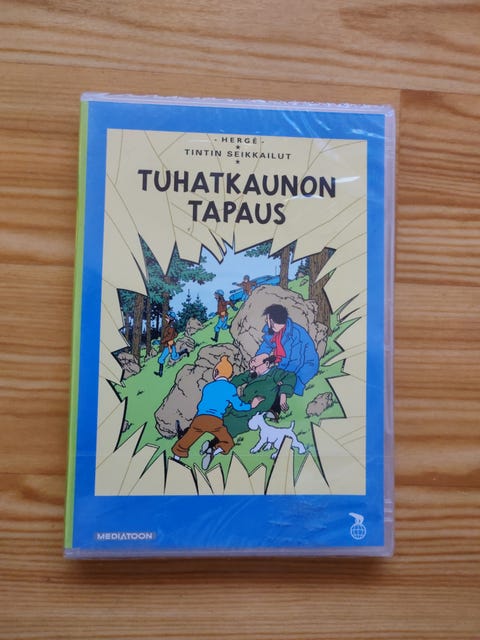 · HERGÉ ·
★
TINTIN SEIKKAILUT
★
TUHATKAUNON
TAPAUS
MEDIATOON